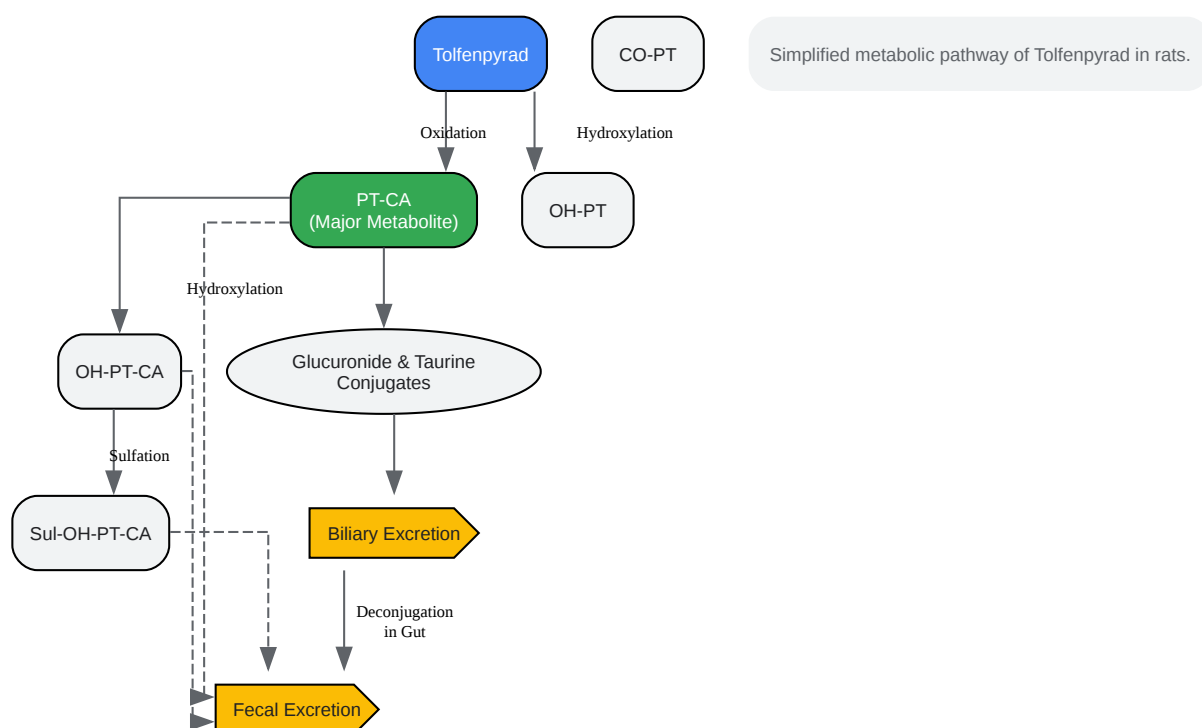 Tolfenpyrad
CO-PT
Simplified metabolic pathway of Tolfenpyrad in rats.
Oxidation
Hydroxylation
PT-CA
(Major Metabolite)
OH-PT
Hydroxylation
Glucuronide & Taurine
Conjugates
OH-PT-CA
Sulfation
Sul-OH-PT-CA
Biliary Excretion
Deconjugation
in Gut
Fecal Excretion